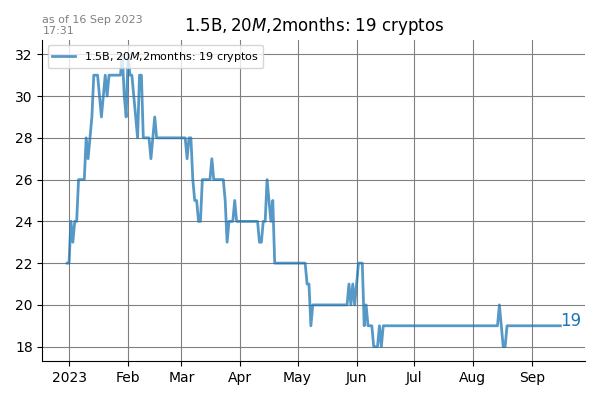 as of 16 Sep 2023
17:31
1.5B, 20M,2months: 19 cryptos
1.5B, 20M,2months: 19 cryptos
32
30
28
26
24
22
20
18
19
2023 Feb Mar Apr May Jun Jul Aug Sep